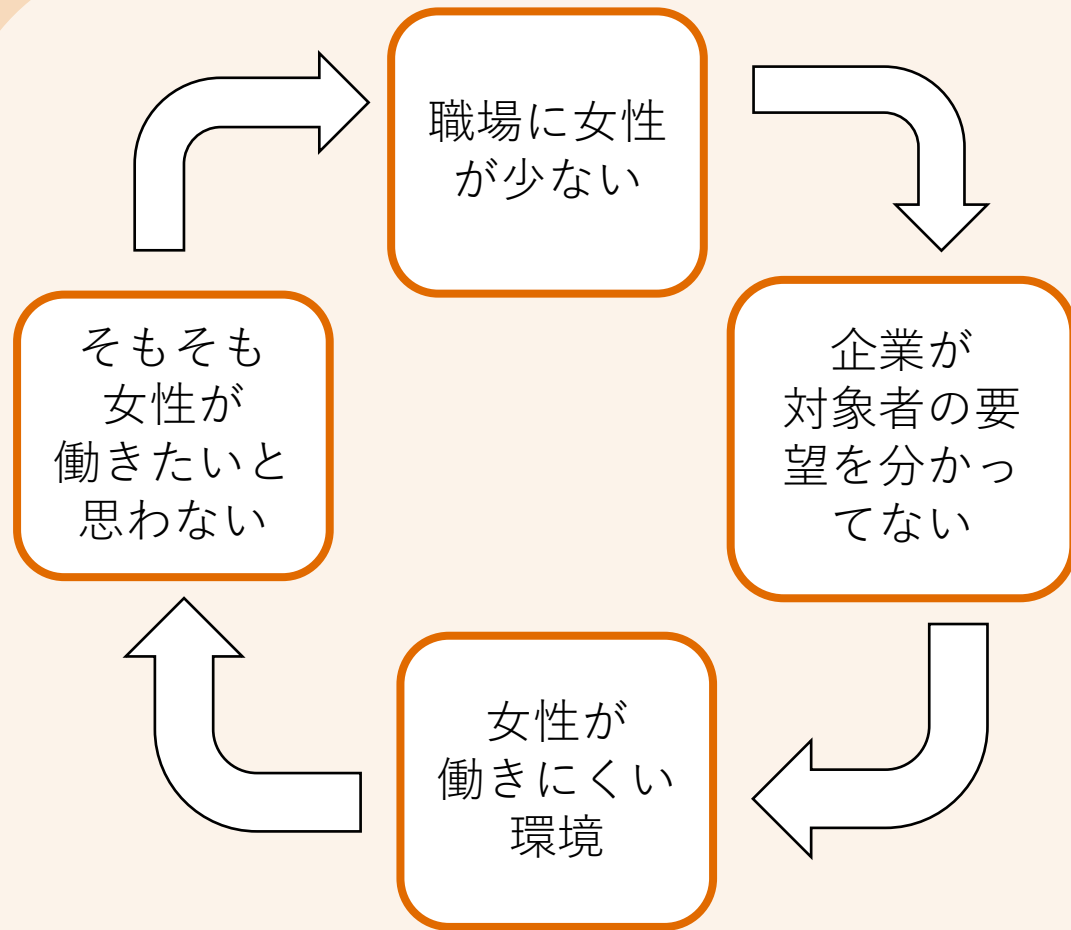 職場に女性
が少ない
企業が
対象者の要
望を分かっ
てない
女性が
働きにくい
環境
そもそも
女性が
働きたいと
思わない